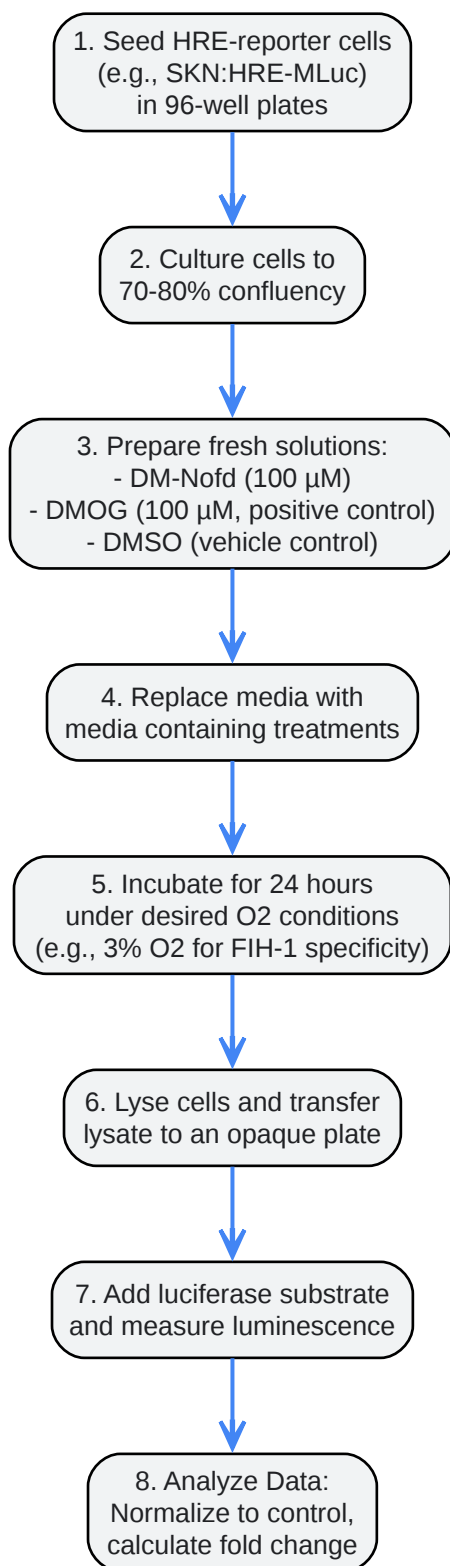 1. Seed HRE-reporter cells
(e.g., SKN:HRE-MLuc)
in 96-well plates
2. Culture cells to
70-80% confluency
3. Prepare fresh solutions:
- DM-Nofd (100 µM)
- DMOG (100 µM, positive control)
- DMSO (vehicle control)
4. Replace media with
media containing treatments
5. Incubate for 24 hours
under desired O2 conditions
(e.g., 3% O2 for FIH-1 specificity)
6. Lyse cells and transfer
lysate to an opaque plate
7. Add luciferase substrate
and measure luminescence
8. Analyze Data:
Normalize to control,
calculate fold change